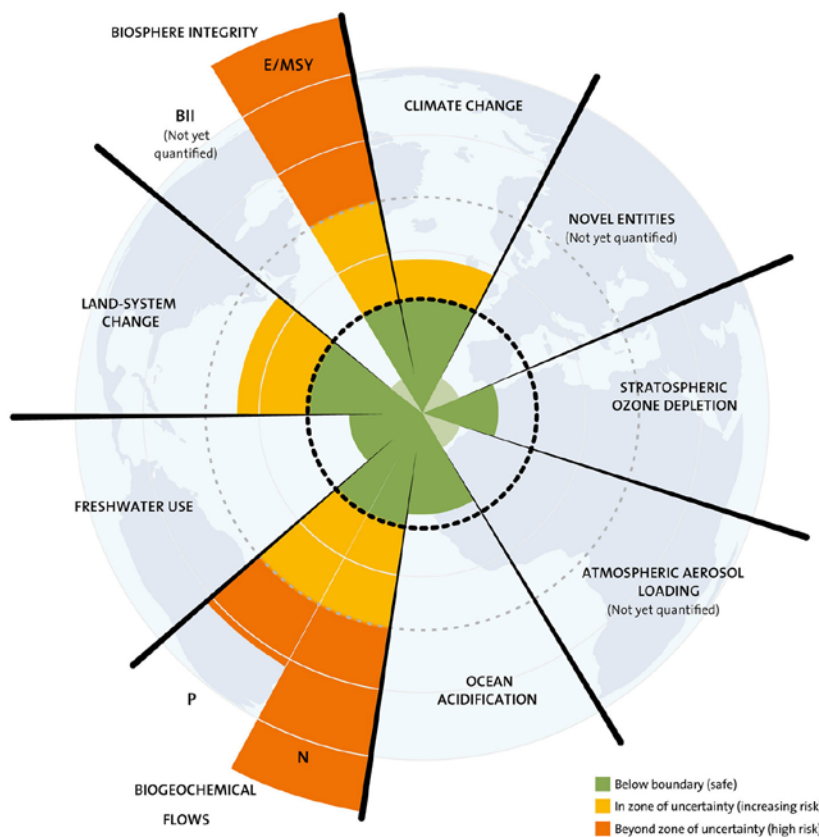 BIOSPHERE INTEGRITY
E/MSY
BII
(Not yet
quantified)
CLIMATE CHANGE
NOVEL ENTITIES
(Not yet quantified)
LAND-SYSTEM
CHANGE
STRATOSPHERIC
OZONE DEPLETION
FRESHWATER USE
ATMOSPHERIC AEROSOL
LOADING
(Not yet quantified)
OCEAN
ACIDIFICATION
P
N
BIOGEOCHEMICAL
FLOWS
Below boundary (safe)
In zone of uncertainty (increasing risk)
Beyond zone of uncertainty (high risk)